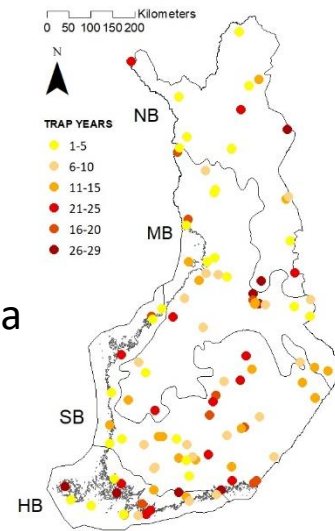 Kilometers
0 50 100 150 200
N
TRAP YEARS
1-5
6-10
11-15
21-25
16-20
26-29
NB
MB
a
SB
HB